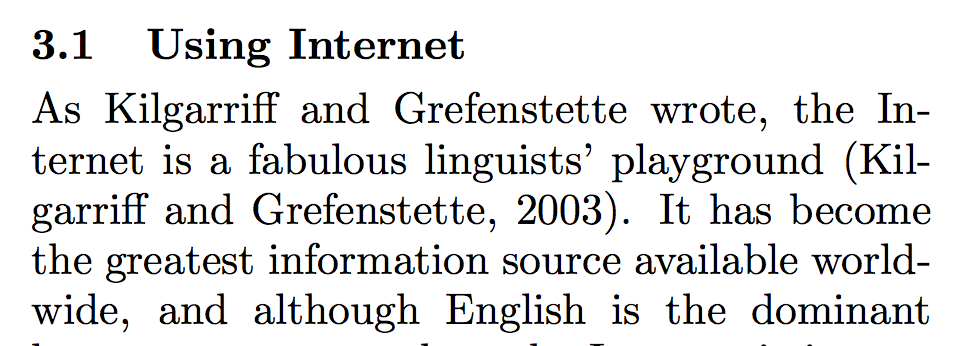 3.1 Using Internet
As Kilgarriff and Grefenstette wrote, the In-
ternet is a fabulous linguists’ playground (Kil-
garriff and Grefenstette, 2003). It has become
the greatest information source available world-
wide, and although English is the dominant